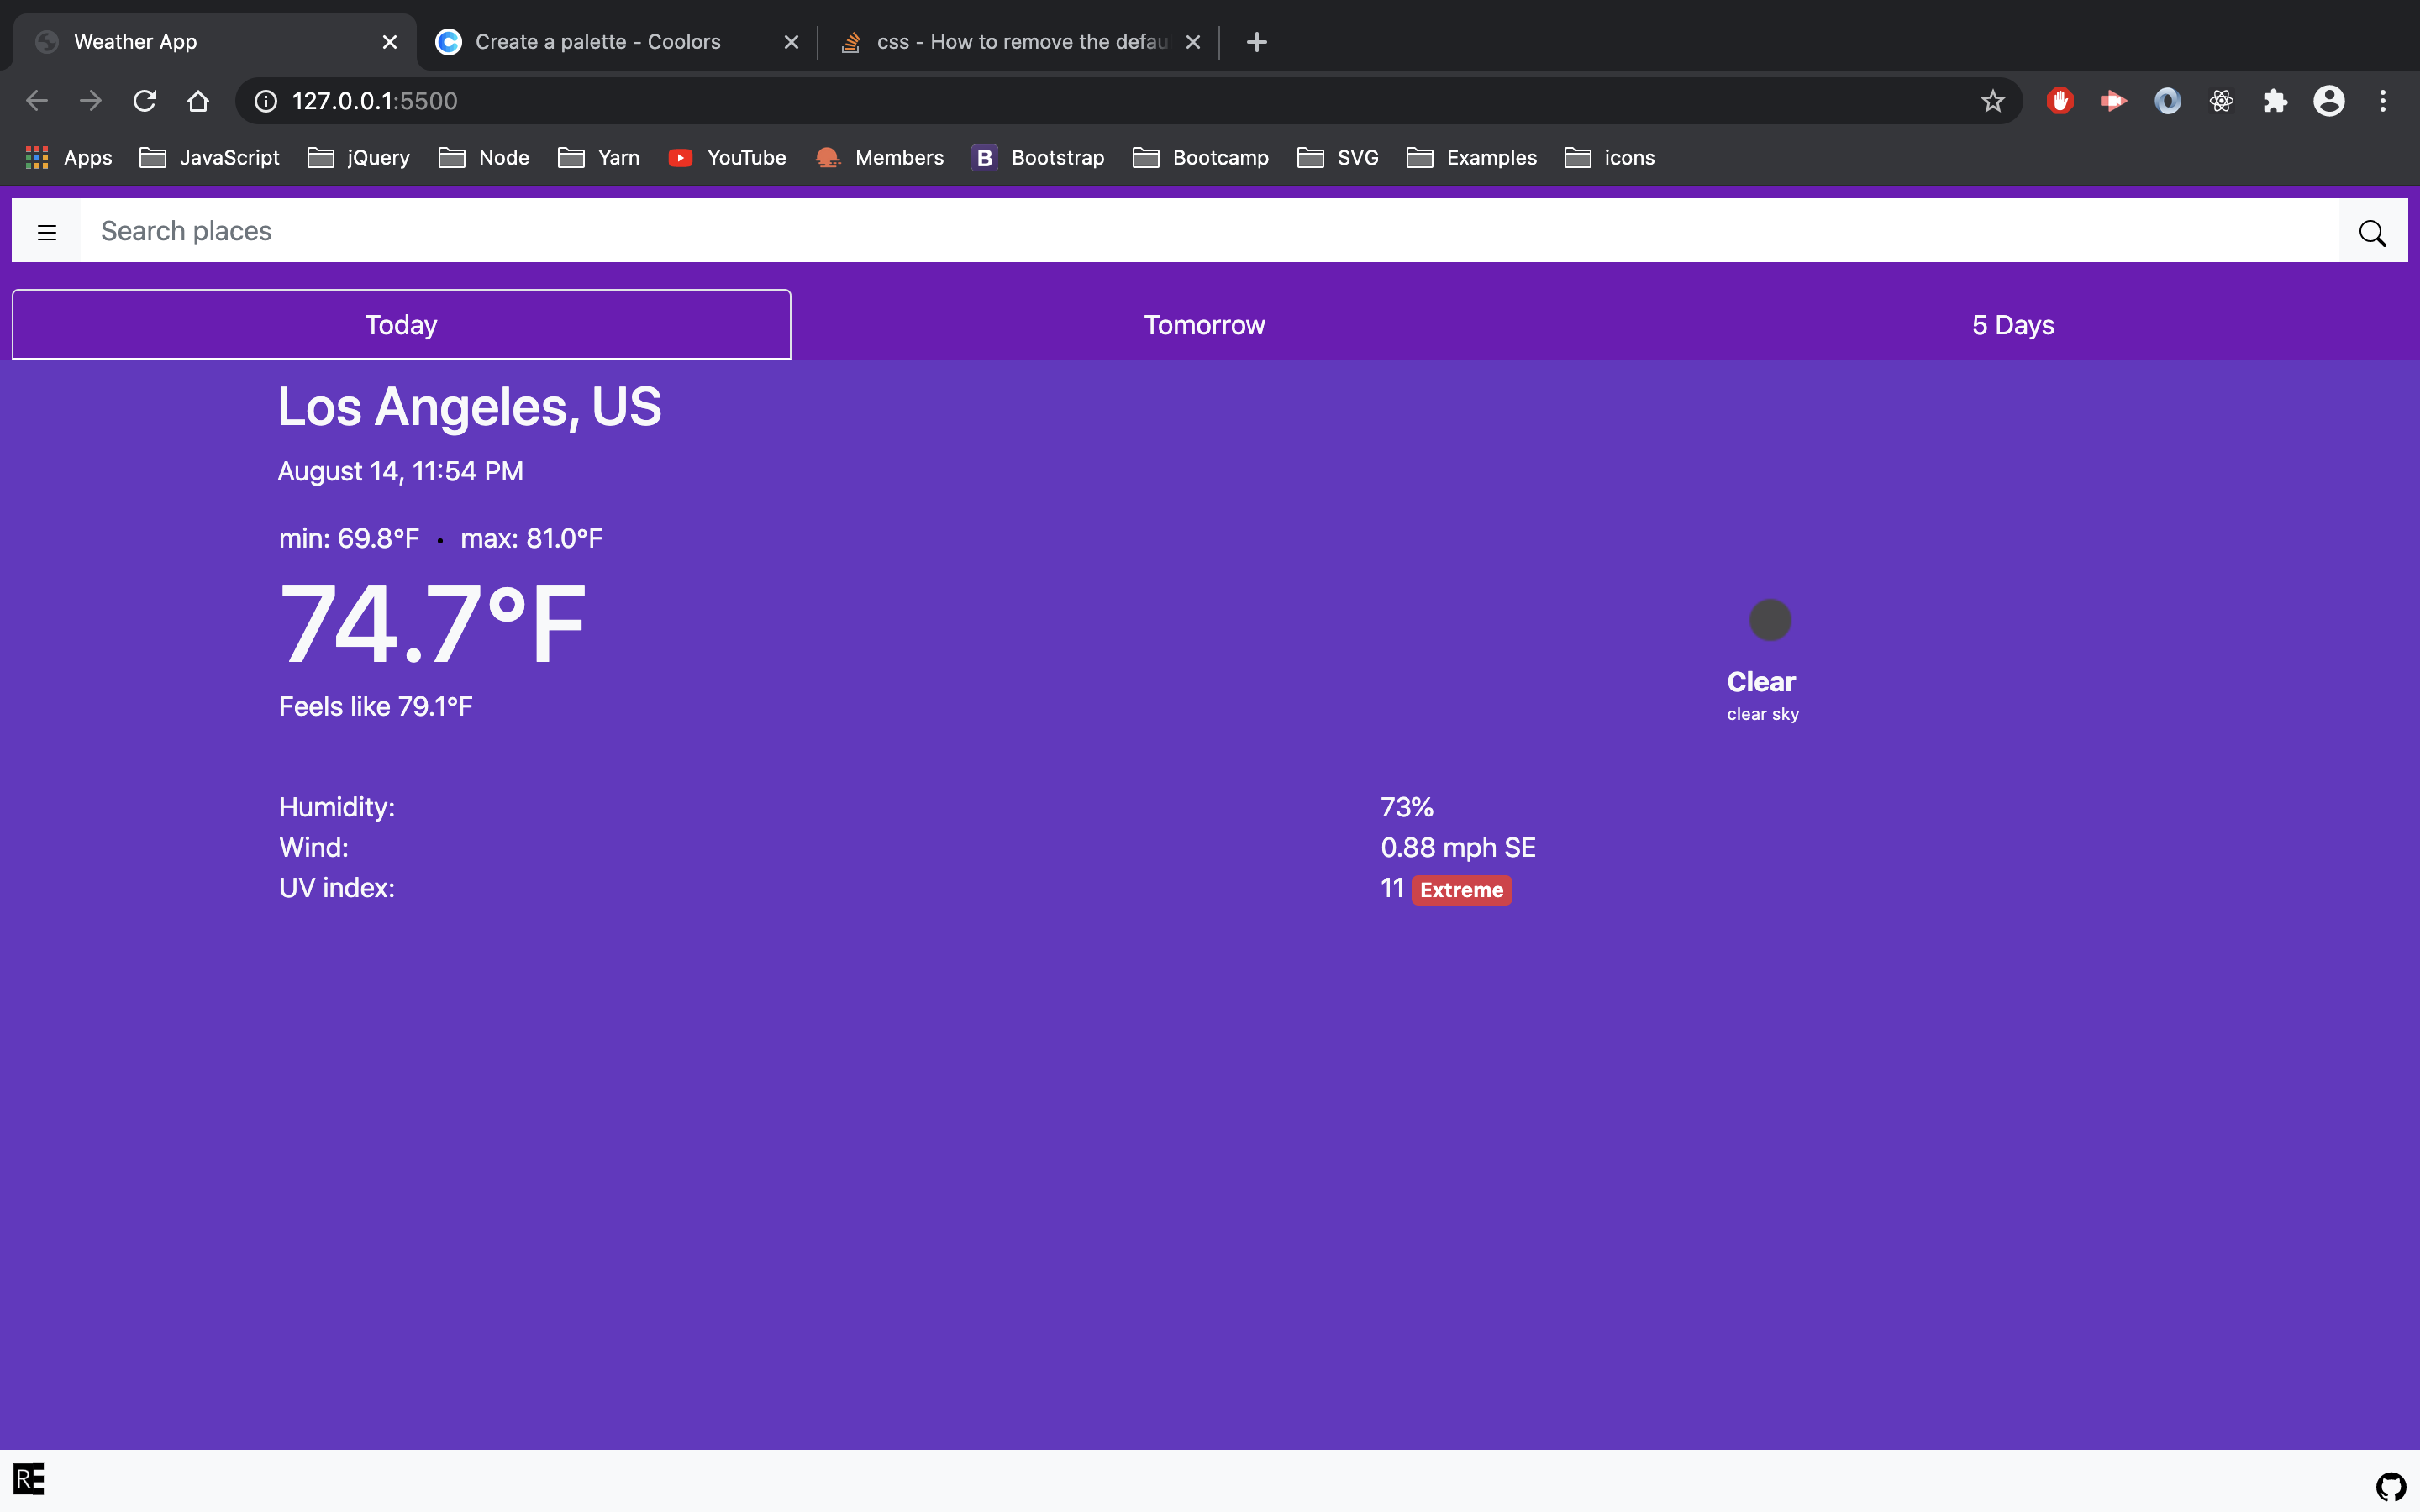 Weather App
Create a palette - Coolors
css - How to remove the defau
127.0.0.1:5500
Apps JavaScript jQuery Node Yarn YouTube Members B Bootstrap Bootcamp SVG Examples icons
Search places
Today Tomorrow 5 Days
Los Angeles, US
August 14, 11:54 PM
min: 69.8°F • max: 81.0°F
74.7°F
Feels like 79.1°F
Clear
clear sky
Humidity: 73%
Wind: 0.88 mph SE
UV index: 11 Extreme
RE